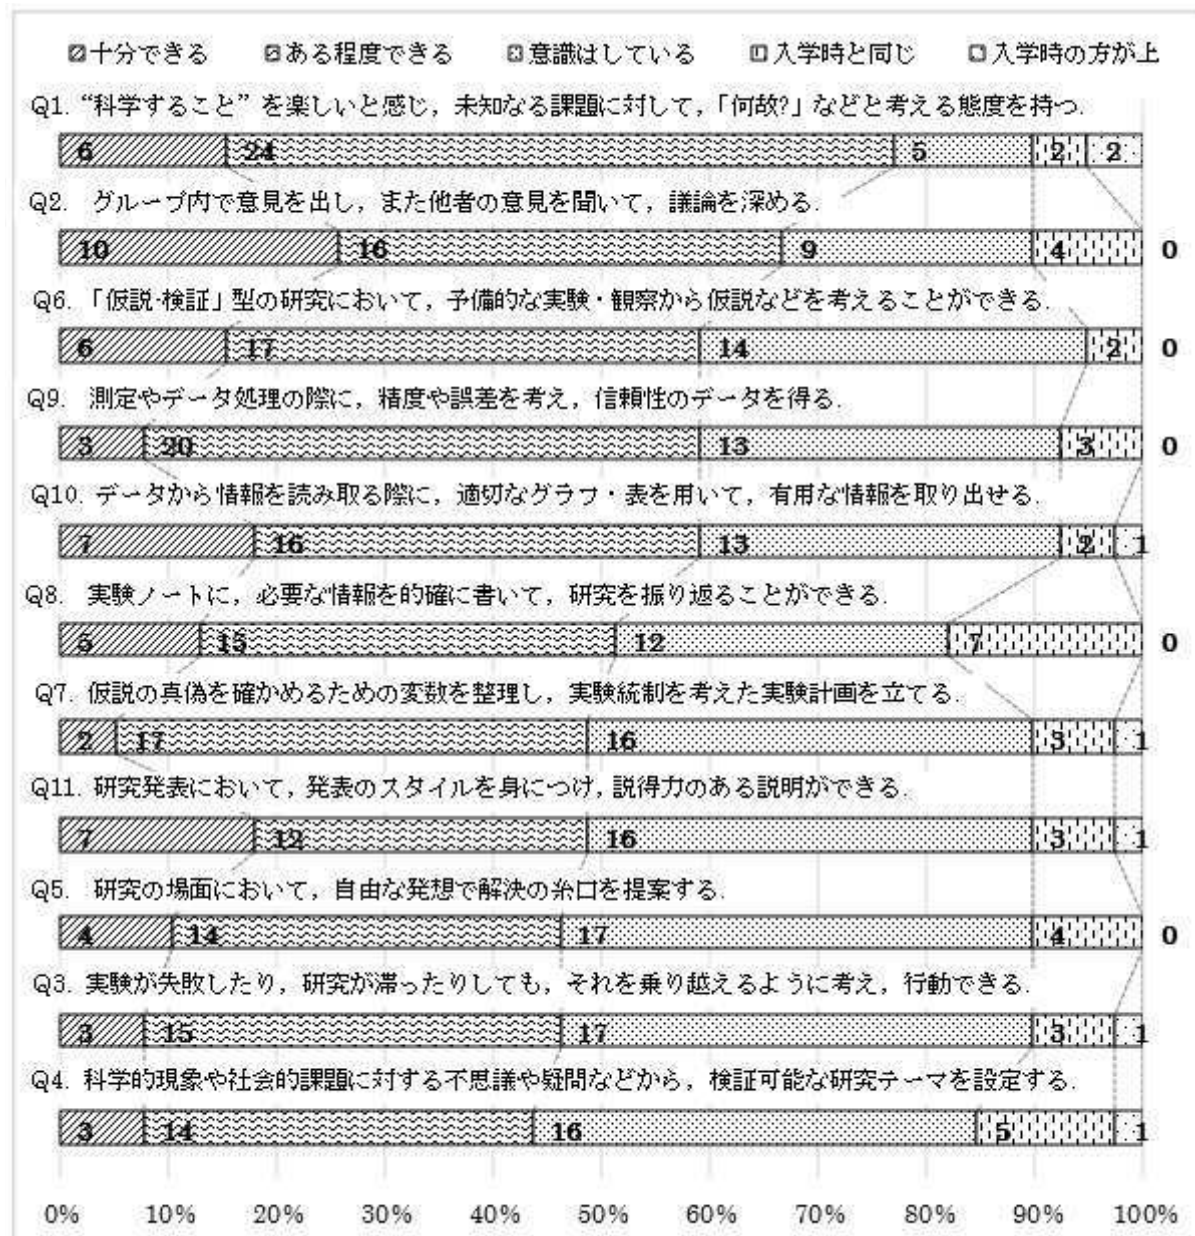 十分できる ある程度できる 意識はしている 入学時と同じ 入学時の方が上
Q1. “科学すること”を楽しいと感じ，未知なる課題に対して，「何故?」などと考える態度を持つ.
6 24 5 2 2
Q2. グループ内で意見を出し，また他者の意見を聞いて，議論を深める.
10 16 9 4 0
Q6. 「仮説-検証」型の研究において，予備的な実験・観察から仮説などを考えることができる.
6 17 14 2 0
Q9. 測定やデータ処理の際に，精度や誤差を考え，信頼性のデータを得る.
3 20 13 3 0
Q10. データから情報を読み取る際に，適切なグラフ・表を用いて，有用な情報を取り出せる.
7 16 13 2 1
Q8. 実験ノートに，必要な情報を的確に書いて，研究を振り返ることができる.
5 15 12 7 0
Q7. 仮説の真偽を確かめるための変数を整理し，実験統制を考えた実験計画を立てる.
2 17 16 3 1
Q11. 研究発表において，発表のスタイルを身につけ，説得力のある説明ができる.
7 12 16 3 1
Q5. 研究の場面において，自由な発想で解決の糸口を提案する.
4 14 17 4 0
Q3. 実験が失敗したり，研究が滞ったりしても，それを乗り越えるように考え，行動できる.
3 15 17 3 1
Q4. 科学的現象や社会的課題に対する不思議や疑問などから，検証可能な研究テーマを設定する.
3 14 16 5 1
0% 10% 20% 30% 40% 50% 60% 70% 80% 90% 100%